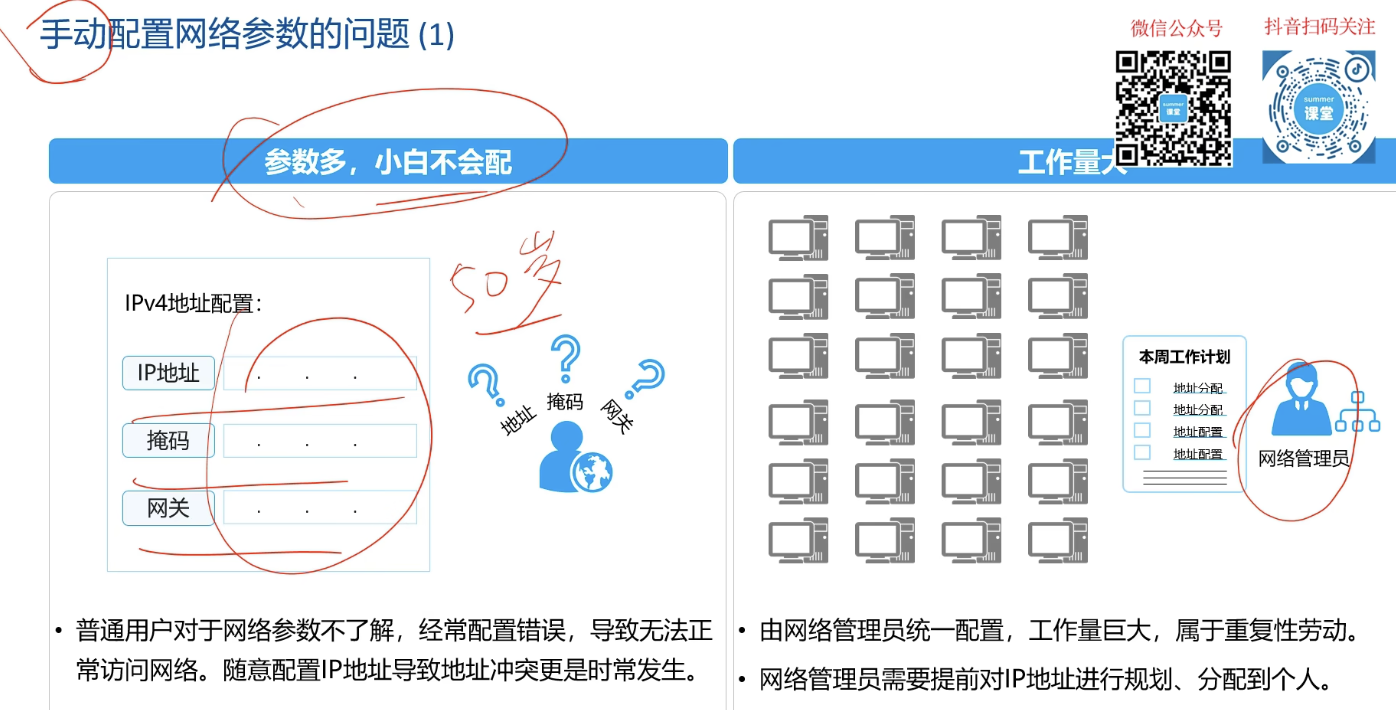 手动配置网络参数的问题 (1)
微信公众号
抖音扫码关注
summer
课堂
summer
课堂
参数多，小白不会配
工作量大
50岁
IPv4地址配置：
IP地址 . . .
掩码 . . .
网关 . . .
地址
掩码
网关
本周工作计划
地址分配
地址分配
地址配置
地址配置
网络管理员
• 普通用户对于网络参数不了解，经常配置错误，导致无法正
常访问网络。随意配置IP地址导致地址冲突更是时常发生。
• 由网络管理员统一配置，工作量巨大，属于重复性劳动。
• 网络管理员需要提前对IP地址进行规划、分配到个人。